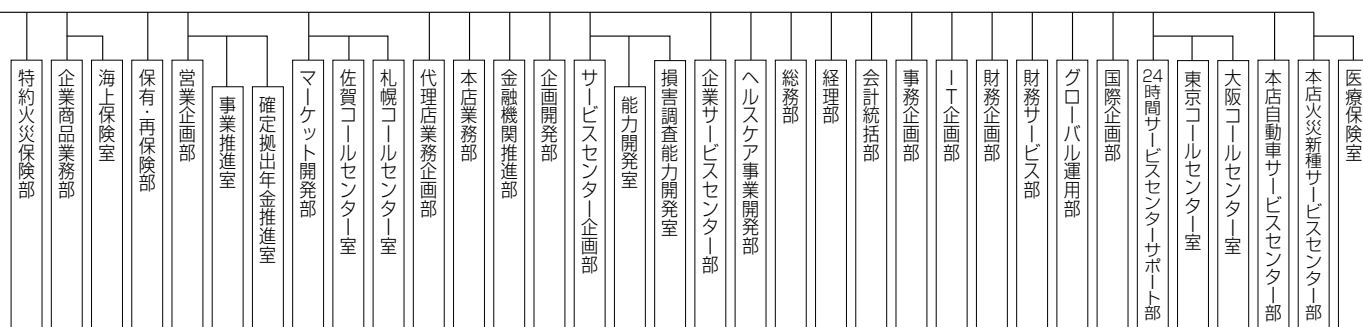 特約火災保険部
企業商品業務部
海上保険室
保有・再保険部
営業企画部
事業推進室
確定拠出年金推進室
マーケット開発部
佐賀コールセンター室
札幌コールセンター室
代理店業務企画部
本店業務部
金融機関推進部
企画開発部
サービスセンター企画部
能力開発室
損害調査能力開発室
企業サービスセンター部
ヘルスケア事業開発部
総務部
経理部
会計統括部
事務企画部
IT企画部
財務企画部
財務サービス部
グローバル運用部
国際企画部
24時間サービスセンターサポート部
東京コールセンター室
大阪コールセンター室
本店自動車サービスセンター部
本店火災新種サービスセンター部
医療保険室